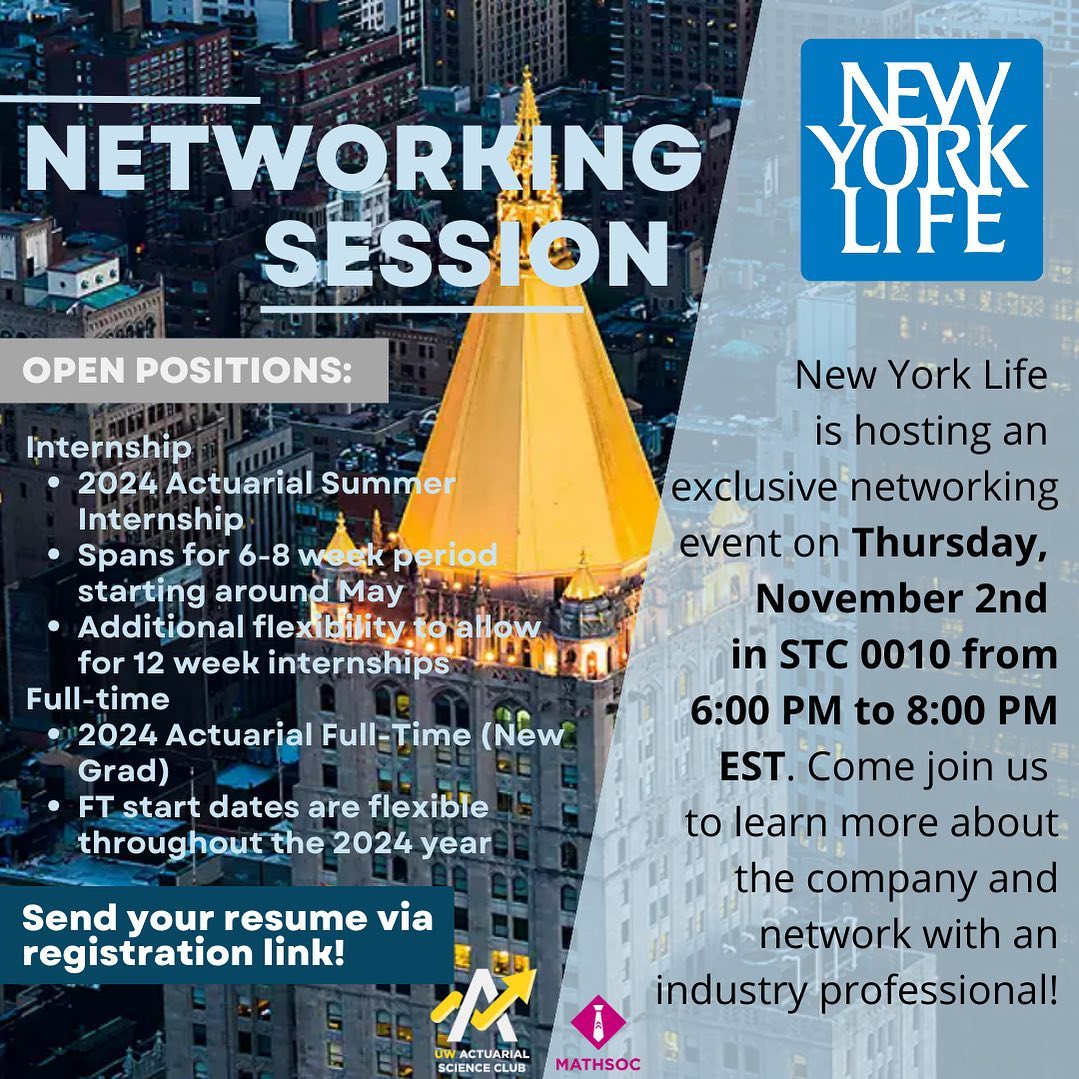 NETWORKING
SESSION
OPEN POSITIONS:
Internship
• 2024 Actuarial Summer
Internship
• Spans for 6-8 week period
starting around May
• Additional flexibility to allow
for 12 week internships
Full-time
• 2024 Actuarial Full-Time (New
Grad)
• FT start dates are flexible
throughout the 2024 year
Send your resume via
registration link!
NEW
YORK
LIFE
New York Life
is hosting an
exclusive networking
event on Thursday,
November 2nd
in STC 0010 from
6:00 PM to 8:00 PM
EST. Come join us
to learn more about
the company and
network with an
industry professional!
UW ACTUARIAL
SCIENCE CLUB
MATHSOC